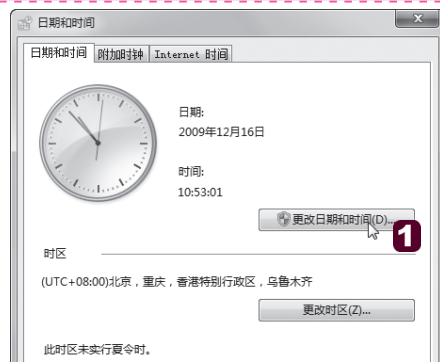 日期和时间
日期和时间 附加时钟 Internet 时间
日期:
2009年12月16日
时间:
10:53:01
更改日期和时间(D)...
1
时区
(UTC+08:00)北京，重庆，香港特别行政区，乌鲁木齐
更改时区(Z)...
此时区未实行夏令时。